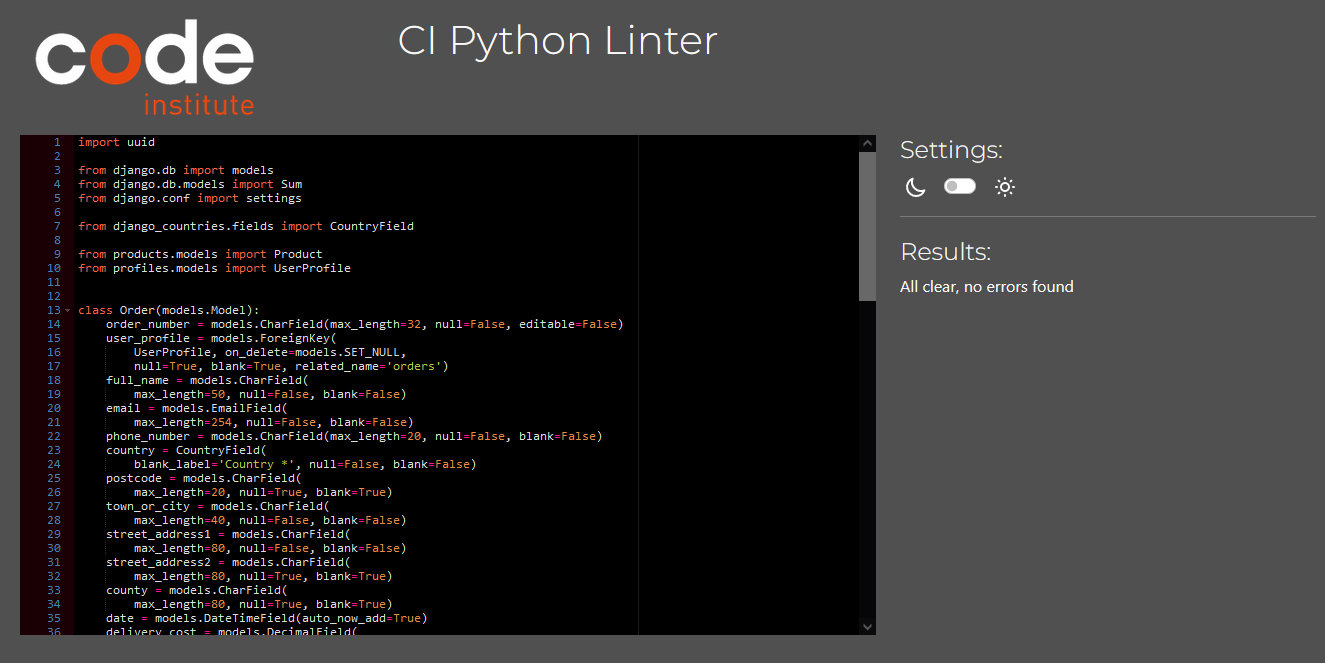 code
institute
CI Python Linter
1 import uuid
2
3 from django.db import models
4 from django.db.models import Sum
5 from django.conf import settings
6
7 from django_countries.fields import CountryField
8
9 from products.models import Product
10 from profiles.models import UserProfile
11
12
13 class Order(models.Model):
14     order_number = models.CharField(max_length=32, null=False, editable=False)
15     user_profile = models.ForeignKey(
16         UserProfile, on_delete=models.SET_NULL,
17         null=True, blank=True, related_name='orders')
18     full_name = models.CharField(
19         max_length=50, null=False, blank=False)
20     email = models.EmailField(
21         max_length=254, null=False, blank=False)
22     phone_number = models.CharField(max_length=20, null=False, blank=False)
23     country = CountryField(
24         blank_label='Country *', null=False, blank=False)
25     postcode = models.CharField(
26         max_length=20, null=True, blank=True)
27     town_or_city = models.CharField(
28         max_length=40, null=False, blank=False)
29     street_address1 = models.CharField(
30         max_length=80, null=False, blank=False)
31     street_address2 = models.CharField(
32         max_length=80, null=True, blank=True)
33     county = models.CharField(
34         max_length=80, null=True, blank=True)
35     date = models.DateTimeField(auto_now_add=True)
36     delivery_cost = models.DecimalField(
Settings:
Results:
All clear, no errors found